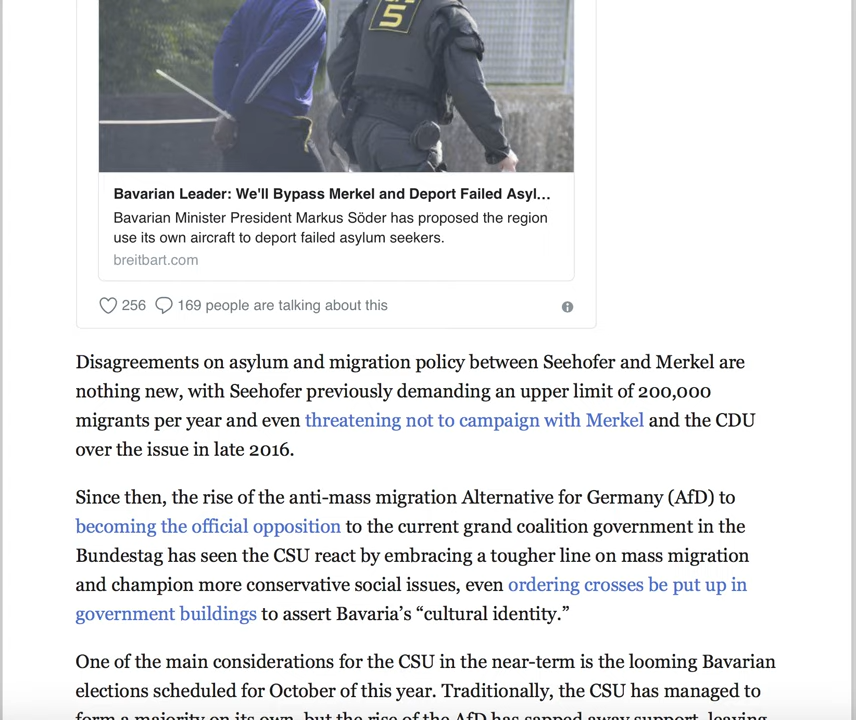 5
Bavarian Leader: We'll Bypass Merkel and Deport Failed Asyl...
Bavarian Minister President Markus Söder has proposed the region
use its own aircraft to deport failed asylum seekers.
breitbart.com
256 169 people are talking about this
Disagreements on asylum and migration policy between Seehofer and Merkel are
nothing new, with Seehofer previously demanding an upper limit of 200,000
migrants per year and even threatening not to campaign with Merkel and the CDU
over the issue in late 2016.
Since then, the rise of the anti-mass migration Alternative for Germany (AfD) to
becoming the official opposition to the current grand coalition government in the
Bundestag has seen the CSU react by embracing a tougher line on mass migration
and champion more conservative social issues, even ordering crosses be put up in
government buildings to assert Bavaria’s “cultural identity.”
One of the main considerations for the CSU in the near-term is the looming Bavarian
elections scheduled for October of this year. Traditionally, the CSU has managed to
form a majority on its own, but the rise of the AfD has sapped away support, leaving